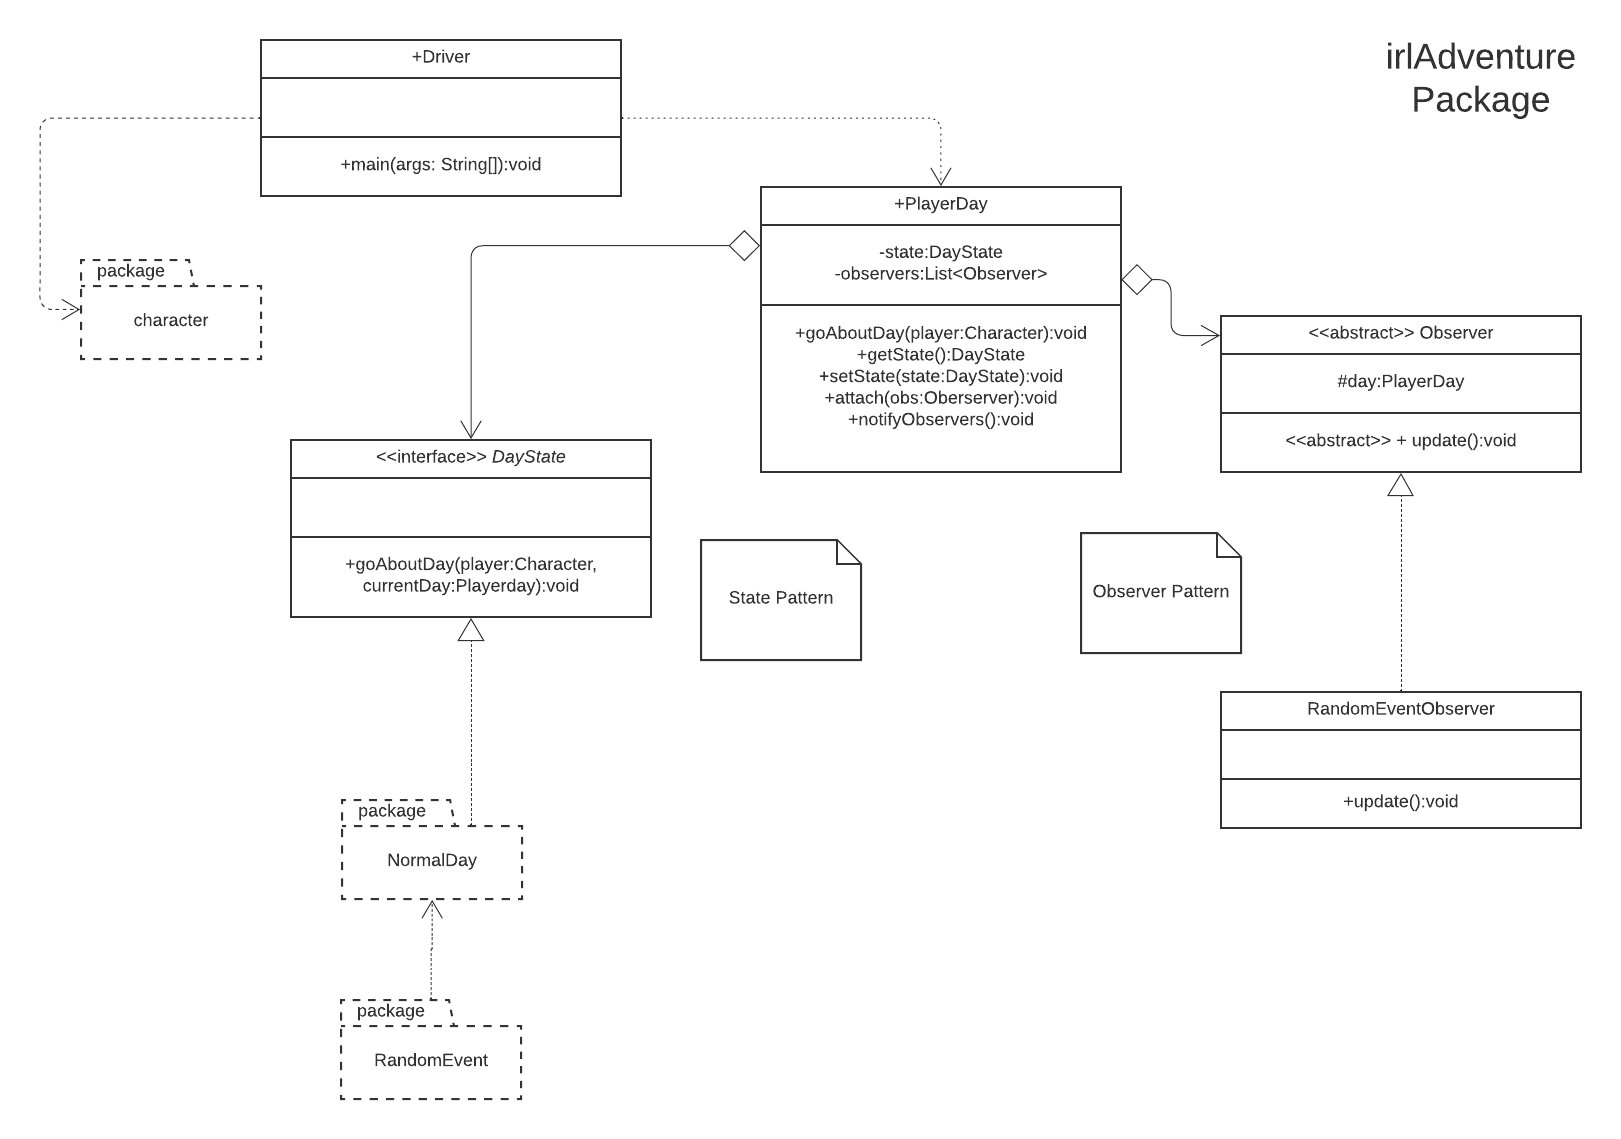 irlAdventure
Package
+Driver
+main(args: String[]):void
+PlayerDay
-state:DayState
-observers:List<Observer>
+goAboutDay(player:Character):void
+getState():DayState
+setState(state:DayState):void
+attach(obs:Oberserver):void
+notifyObservers():void
package
character
<<abstract>> Observer
#day:PlayerDay
<<abstract>> + update():void
<<interface>> DayState
+goAboutDay(player:Character,
currentDay:Playerday):void
State Pattern
Observer Pattern
RandomEventObserver
+update():void
package
NormalDay
package
RandomEvent